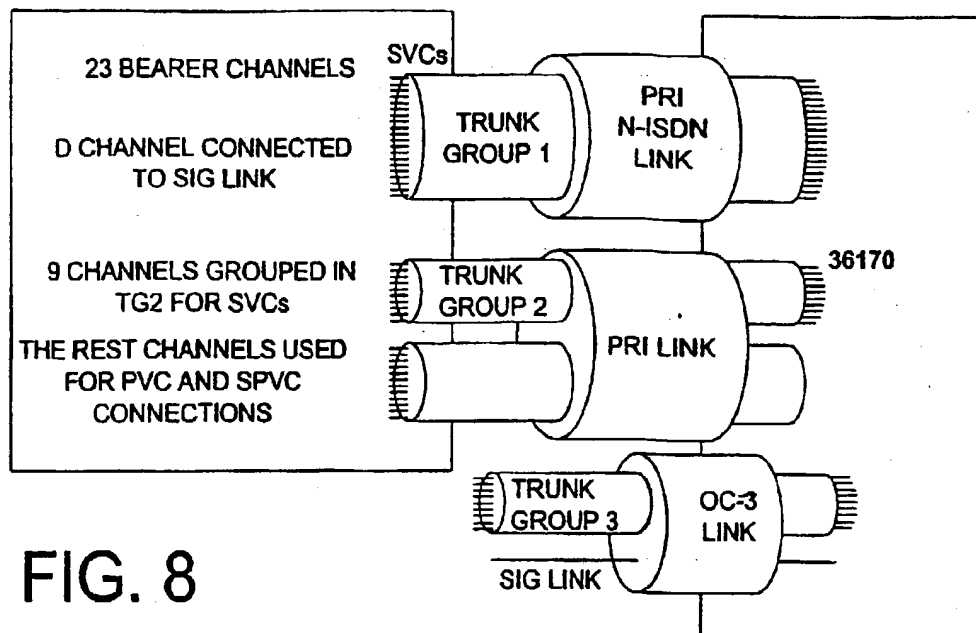 23 BEARER CHANNELS
SVCs
D CHANNEL CONNECTED
TO SIG LINK
TRUNK
GROUP 1
PRI
N-ISDN
LINK
9 CHANNELS GROUPED IN
TG2 FOR SVCs
TRUNK
GROUP 2
36170
THE REST CHANNELS USED
FOR PVC AND SPVC
CONNECTIONS
PRI LINK
TRUNK
GROUP 3
OC-3
LINK
SIG LINK
FIG. 8